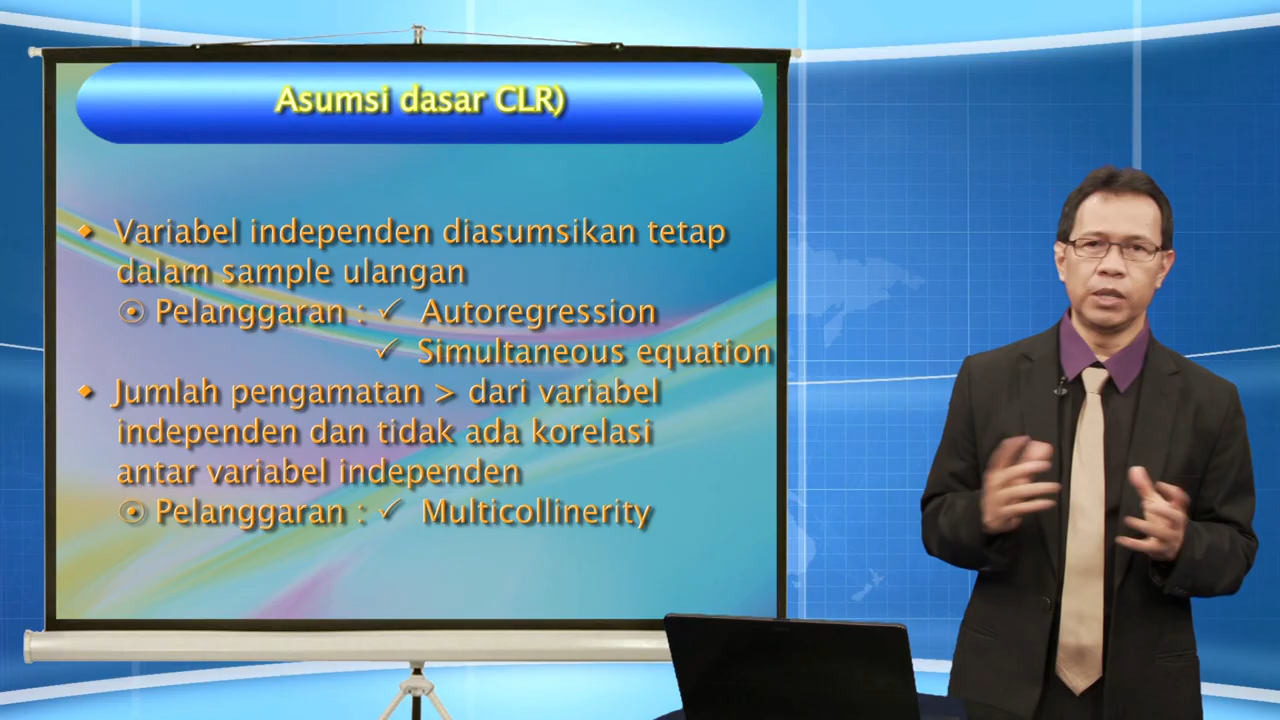 Asumsi dasar CLR)
Variabel independen diasumsikan tetap
dalam sample ulangan
Pelanggaran : ✓ Autoregression
✓ Simultaneous equation
Jumlah pengamatan > dari variabel
independen dan tidak ada korelasi
antar variabel independen
Pelanggaran : ✓ Multicollinerity